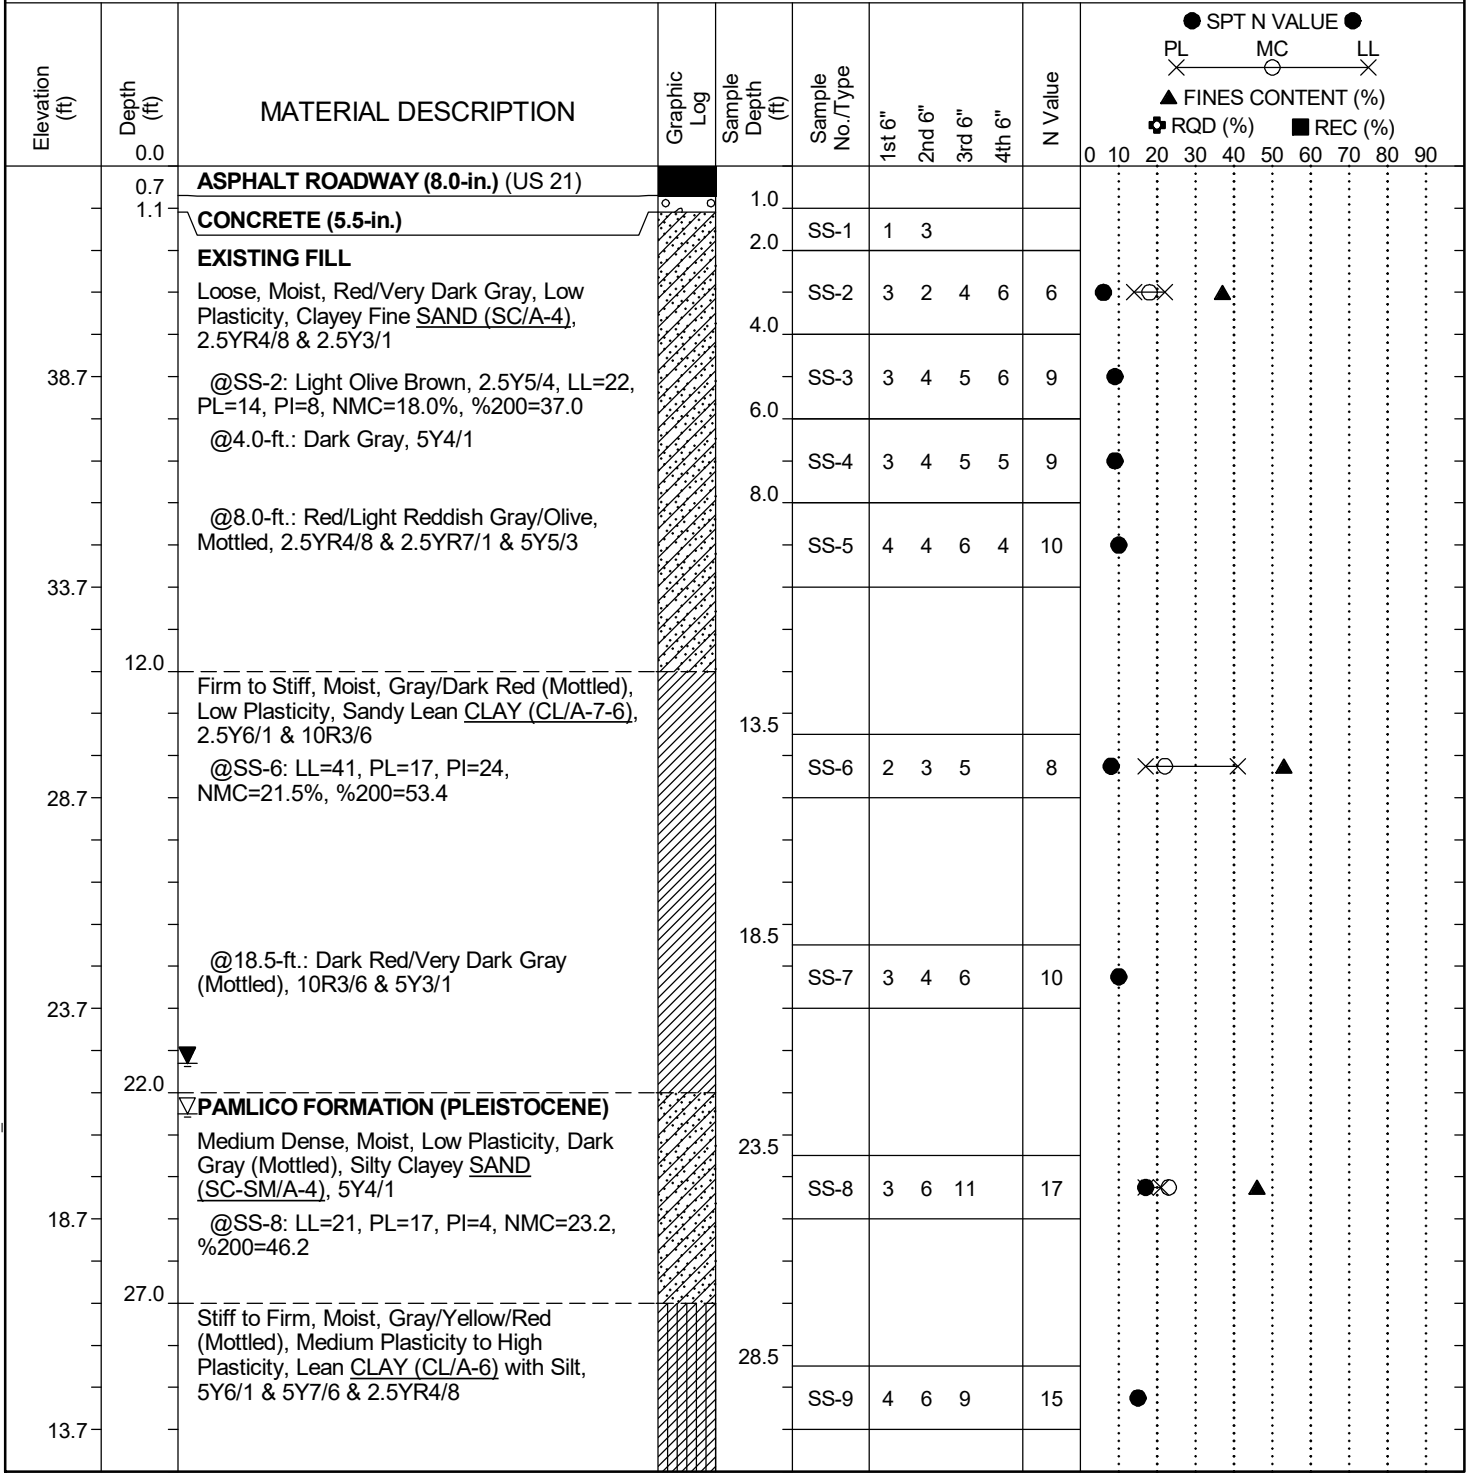 ● SPT N VALUE ●
PL MC LL
▲ FINES CONTENT (%)
RQD (%) ■ REC (%)
Elevation (ft)
Depth (ft)
MATERIAL DESCRIPTION
Graphic Log
Sample Depth (ft)
Sample No./Type
1st 6"
2nd 6"
3rd 6"
4th 6"
N Value
0.0
0 10 20 30 40 50 60 70 80 90
0.7 ASPHALT ROADWAY (8.0-in.) (US 21)
1.0
1.1
CONCRETE (5.5-in.)
SS-1 1 3
2.0
EXISTING FILL
Loose, Moist, Red/Very Dark Gray, Low
Plasticity, Clayey Fine SAND (SC/A-4),
2.5YR4/8 & 2.5Y3/1
SS-2 3 2 4 6 6
4.0
38.7
@SS-2: Light Olive Brown, 2.5Y5/4, LL=22,
PL=14, PI=8, NMC=18.0%, %200=37.0
SS-3 3 4 5 6 9
6.0
@4.0-ft.: Dark Gray, 5Y4/1
SS-4 3 4 5 5 9
8.0
@8.0-ft.: Red/Light Reddish Gray/Olive,
Mottled, 2.5YR4/8 & 2.5YR7/1 & 5Y5/3
SS-5 4 4 6 4 10
33.7
12.0
Firm to Stiff, Moist, Gray/Dark Red (Mottled),
Low Plasticity, Sandy Lean CLAY (CL/A-7-6),
2.5Y6/1 & 10R3/6
13.5
@SS-6: LL=41, PL=17, PI=24,
NMC=21.5%, %200=53.4
SS-6 2 3 5 8
28.7
18.5
@18.5-ft.: Dark Red/Very Dark Gray
(Mottled), 10R3/6 & 5Y3/1
SS-7 3 4 6 10
23.7
22.0
PAMLICO FORMATION (PLEISTOCENE)
Medium Dense, Moist, Low Plasticity, Dark
Gray (Mottled), Silty Clayey SAND
(SC-SM/A-4), 5Y4/1
23.5
SS-8 3 6 11 17
18.7
@SS-8: LL=21, PL=17, PI=4, NMC=23.2,
%200=46.2
27.0
Stiff to Firm, Moist, Gray/Yellow/Red
(Mottled), Medium Plasticity to High
Plasticity, Lean CLAY (CL/A-6) with Silt,
5Y6/1 & 5Y7/6 & 2.5YR4/8
28.5
SS-9 4 6 9 15
13.7